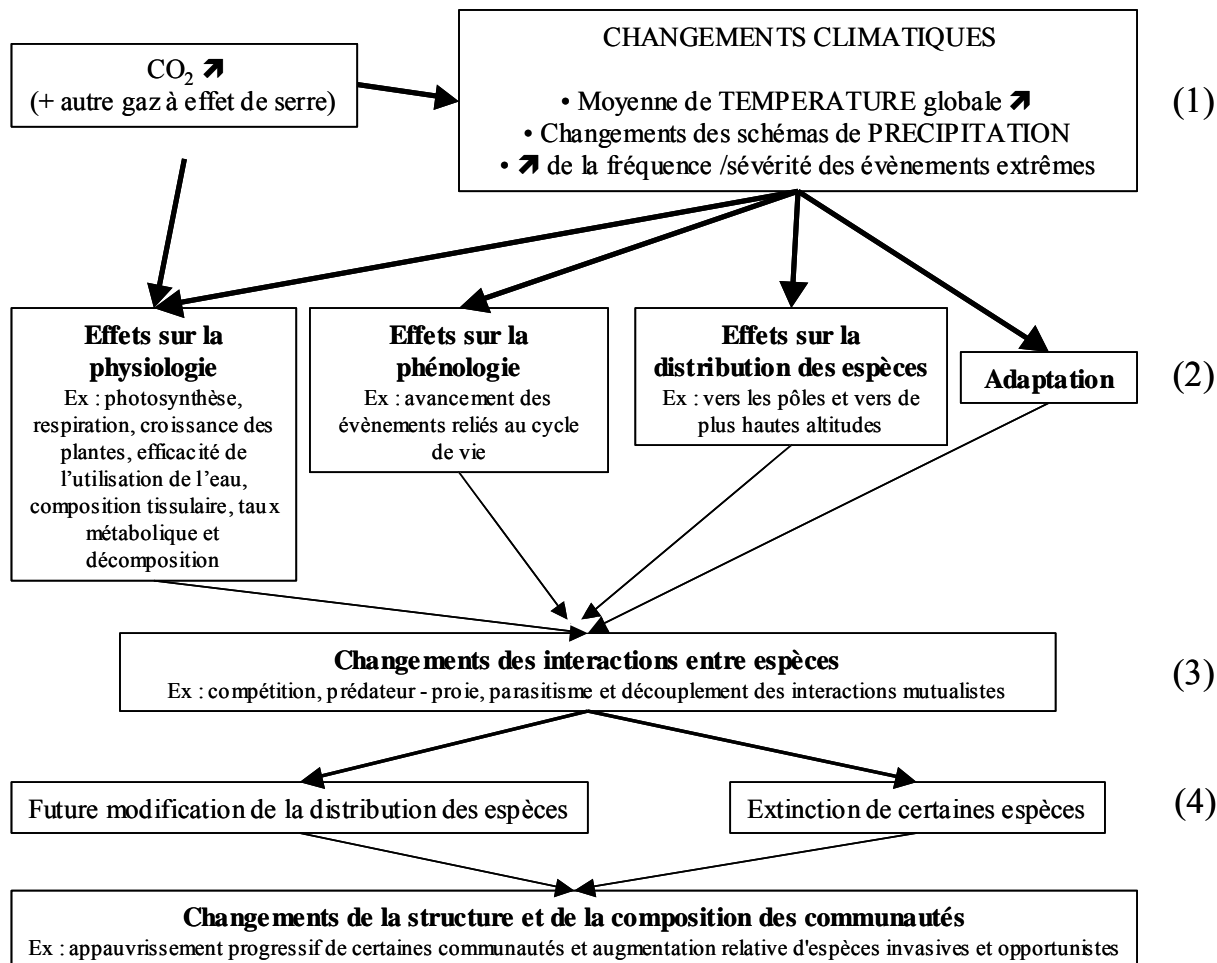 CO₂ ↗
(+ autre gaz à effet de serre)
CHANGEMENTS CLIMATIQUES
• Moyenne de TEMPERATURE globale ↗
• Changements des schémas de PRECIPITATION
• ↗ de la fréquence /sévérité des évènements extrêmes
(1)
Effets sur la
physiologie
Ex : photosynthèse,
respiration, croissance des
plantes, efficacité de
l'utilisation de l'eau,
composition tissulaire, taux
métabolique et
décomposition
Effets sur la
phénologie
Ex : avancement des
évènements reliés au cycle
de vie
Effets sur la
distribution des espèces
Ex : vers les pôles et vers de
plus hautes altitudes
Adaptation
(2)
Changements des interactions entre espèces
Ex : compétition, prédateur - proie, parasitisme et découplement des interactions mutualistes
(3)
Future modification de la distribution des espèces
Extinction de certaines espèces
(4)
Changements de la structure et de la composition des communautés
Ex : appauvrissement progressif de certaines communautés et augmentation relative d'espèces invasives et opportunistes